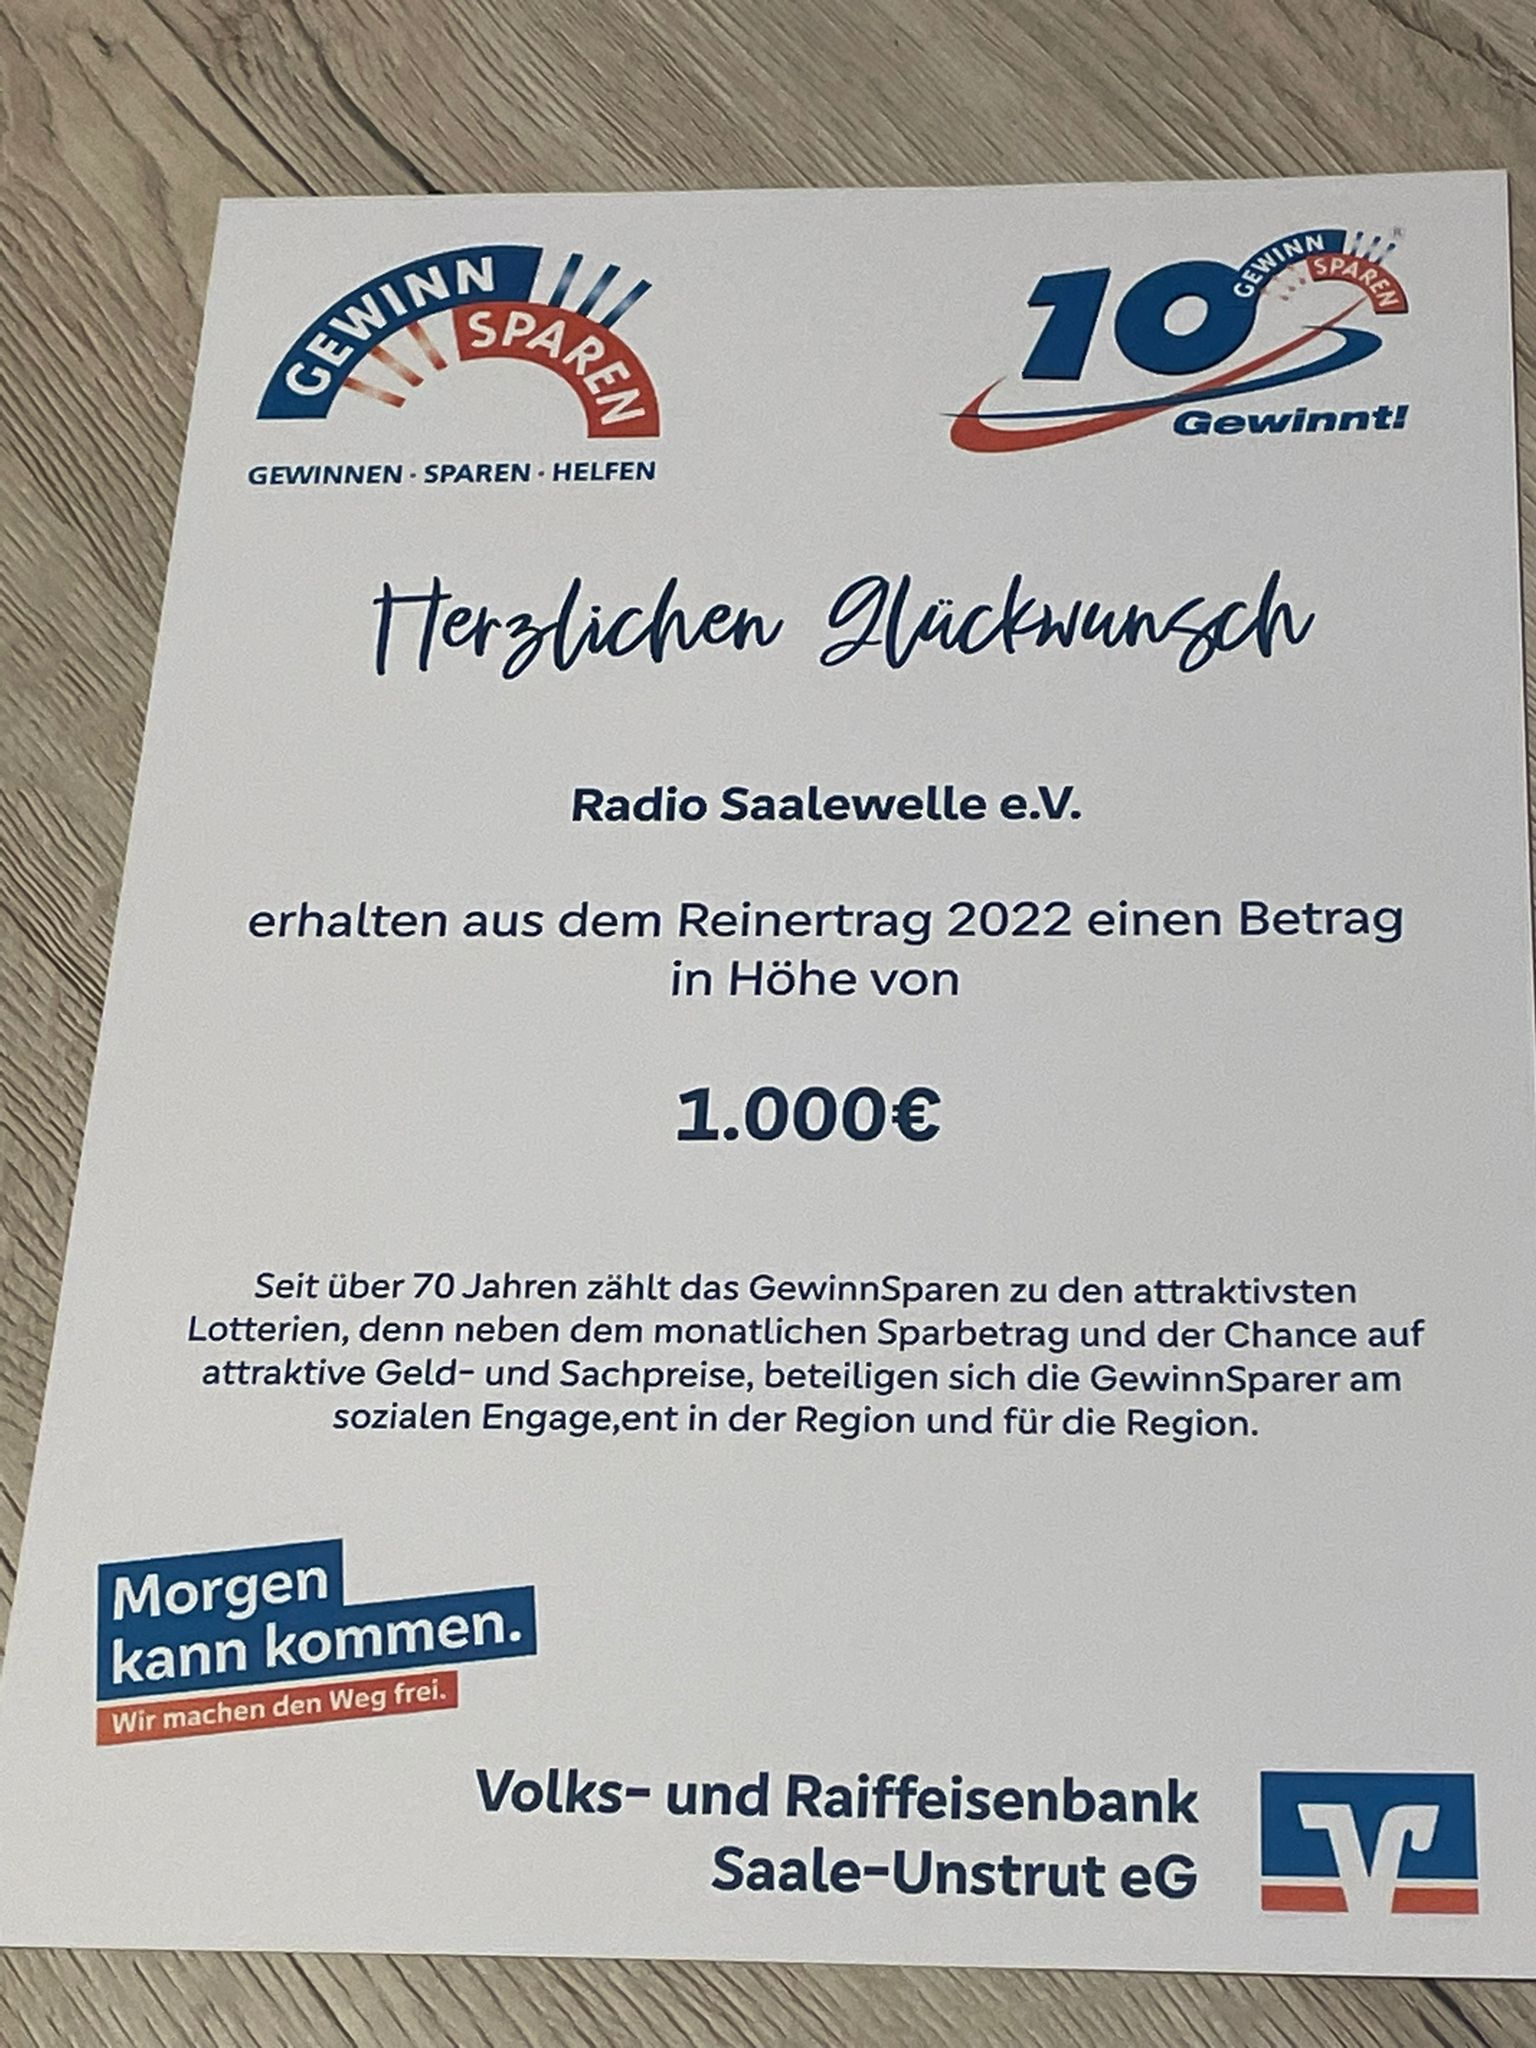 GEWINN
SPAREN
GEWINNEN · SPAREN · HELFEN
10
GEWINN
SPAREN
®
Gewinnt!
Herzlichen Glückwunsch
Radio Saalewelle e.V.
erhalten aus dem Reinertrag 2022 einen Betrag
in Höhe von
1.000€
Seit über 70 Jahren zählt das GewinnSparen zu den attraktivsten
Lotterien, denn neben dem monatlichen Sparbetrag und der Chance auf
attraktive Geld- und Sachpreise, beteiligen sich die GewinnSparer am
sozialen Engage,ent in der Region und für die Region.
Morgen
kann kommen.
Wir machen den Weg frei.
Volks- und Raiffeisenbank
Saale-Unstrut eG